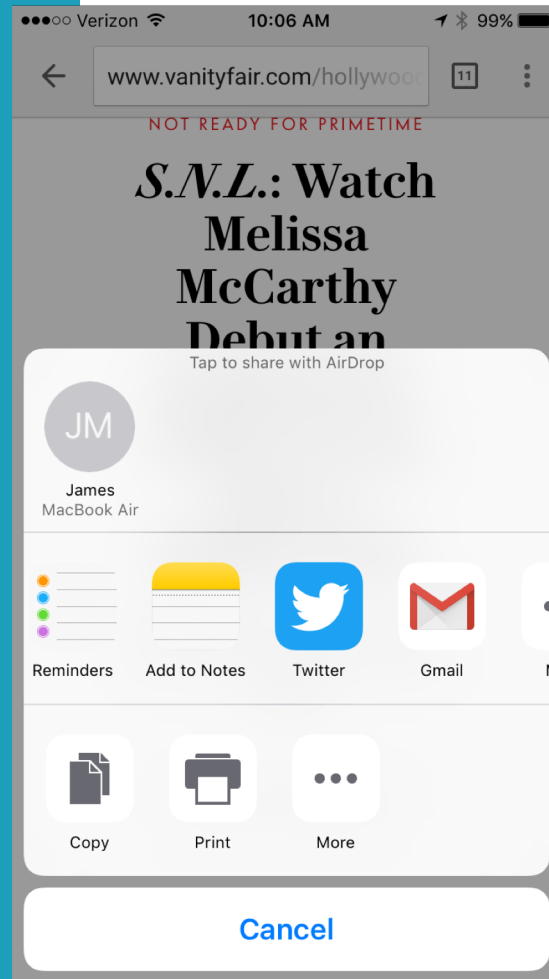 Verizon 10:06 AM 99%
www.vanityfair.com/hollywood 11
NOT READY FOR PRIMETIME
S.N.L.: Watch
Melissa
McCarthy
Debut an
Tap to share with AirDrop
JM
James
MacBook Air
Reminders Add to Notes Twitter Gmail
Copy Print More
Cancel